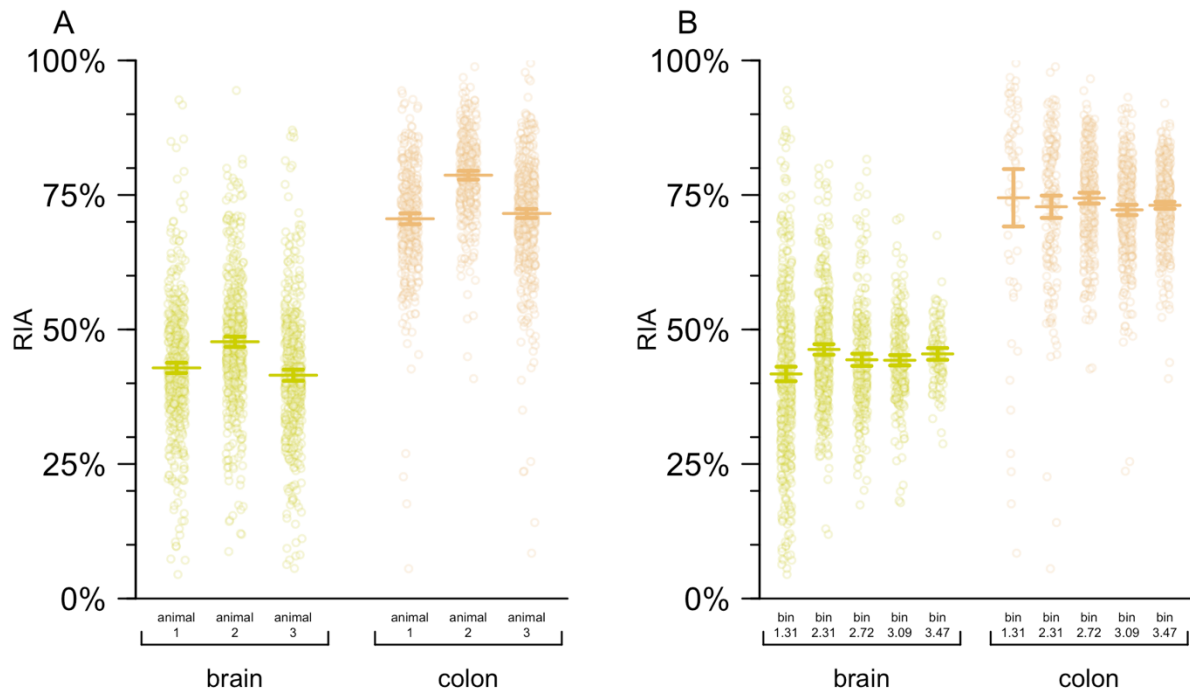 A
100%
75%
50%
25%
0%
RIA
animal 1
animal 2
animal 3
brain
animal 1
animal 2
animal 3
colon
B
100%
75%
50%
25%
0%
RIA
bin 1.31
bin 2.31
bin 2.72
bin 3.09
bin 3.47
brain
bin 1.31
bin 2.31
bin 2.72
bin 3.09
bin 3.47
colon